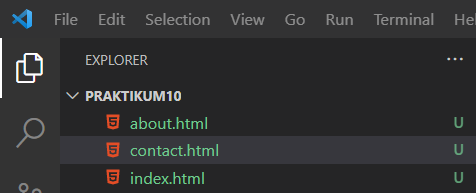 File Edit Selection View Go Run Terminal
EXPLORER
PRAKTIKUM10
about.html U
contact.html U
index.html U